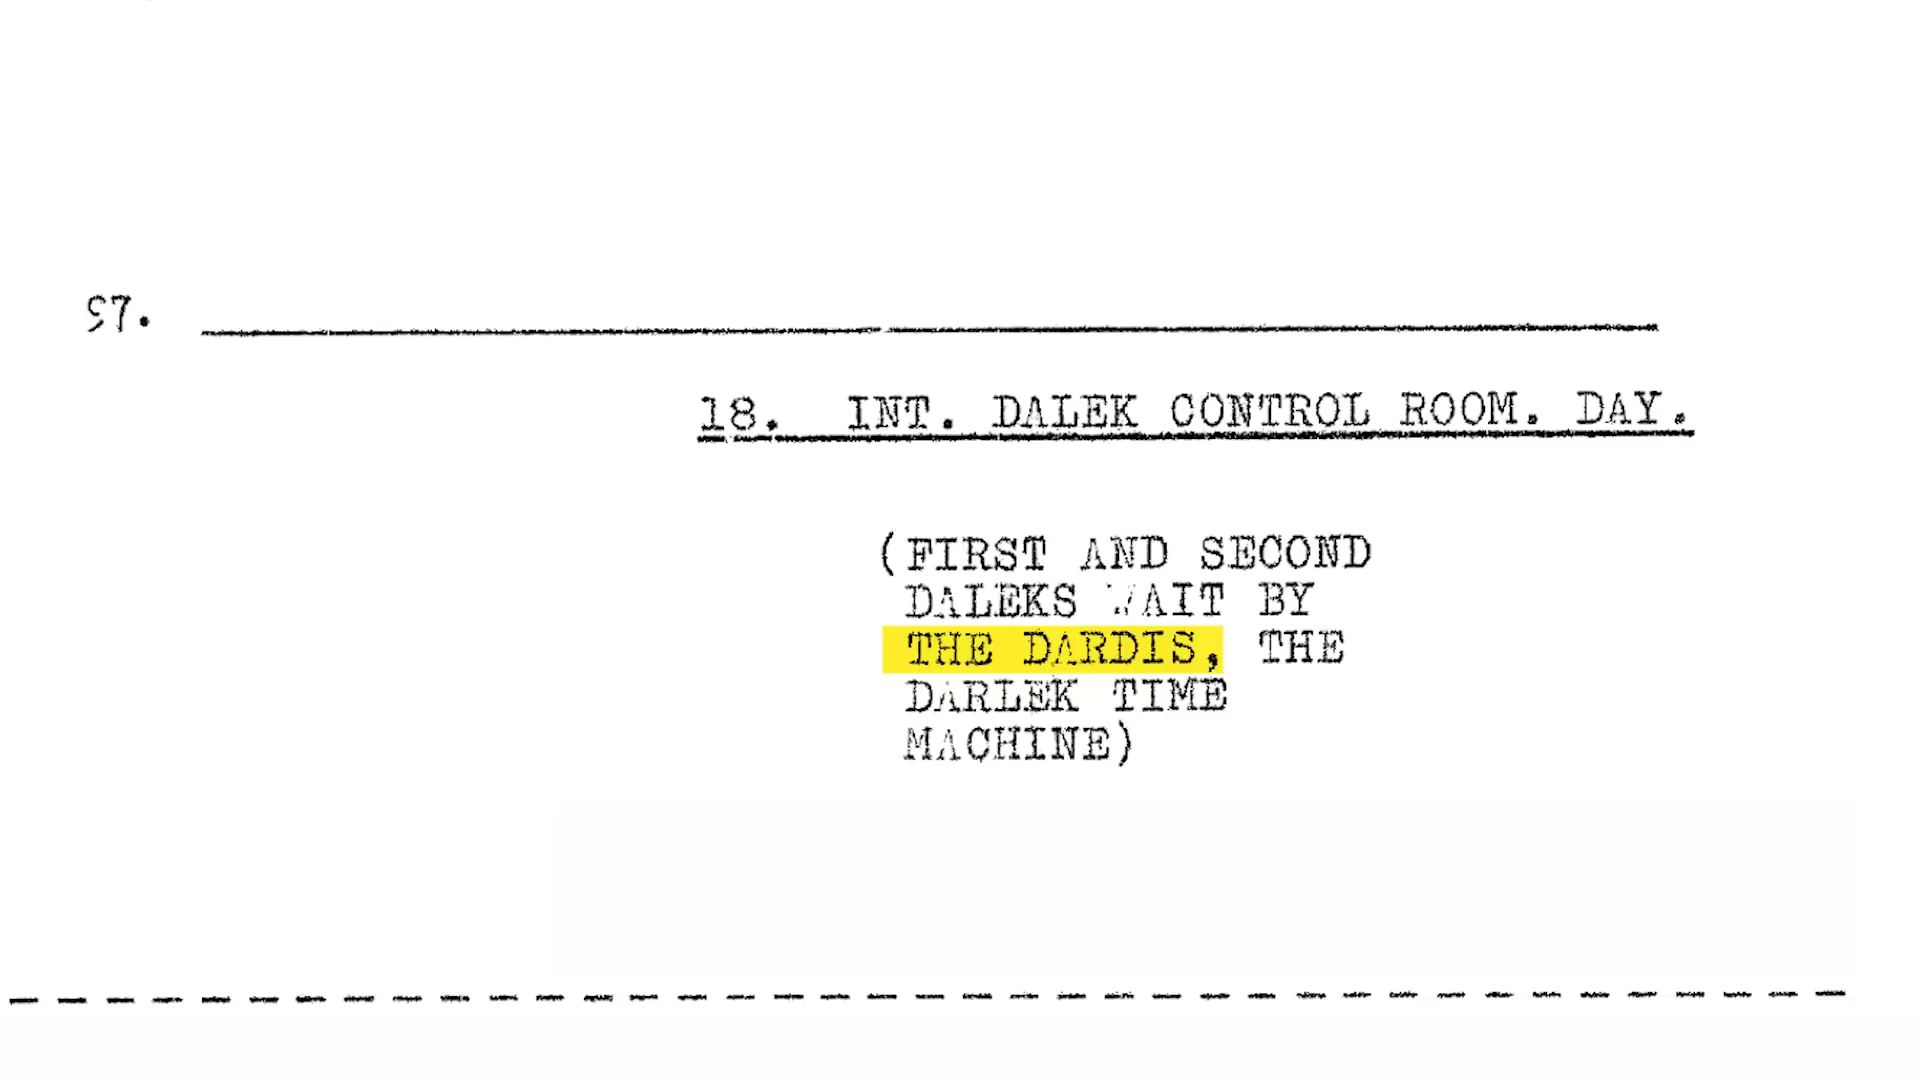 97.
18. INT. DALEK CONTROL ROOM. DAY.
(FIRST AND SECOND
DALEKS WAIT BY
THE DARDIS, THE
DARLEK TIME
MACHINE)